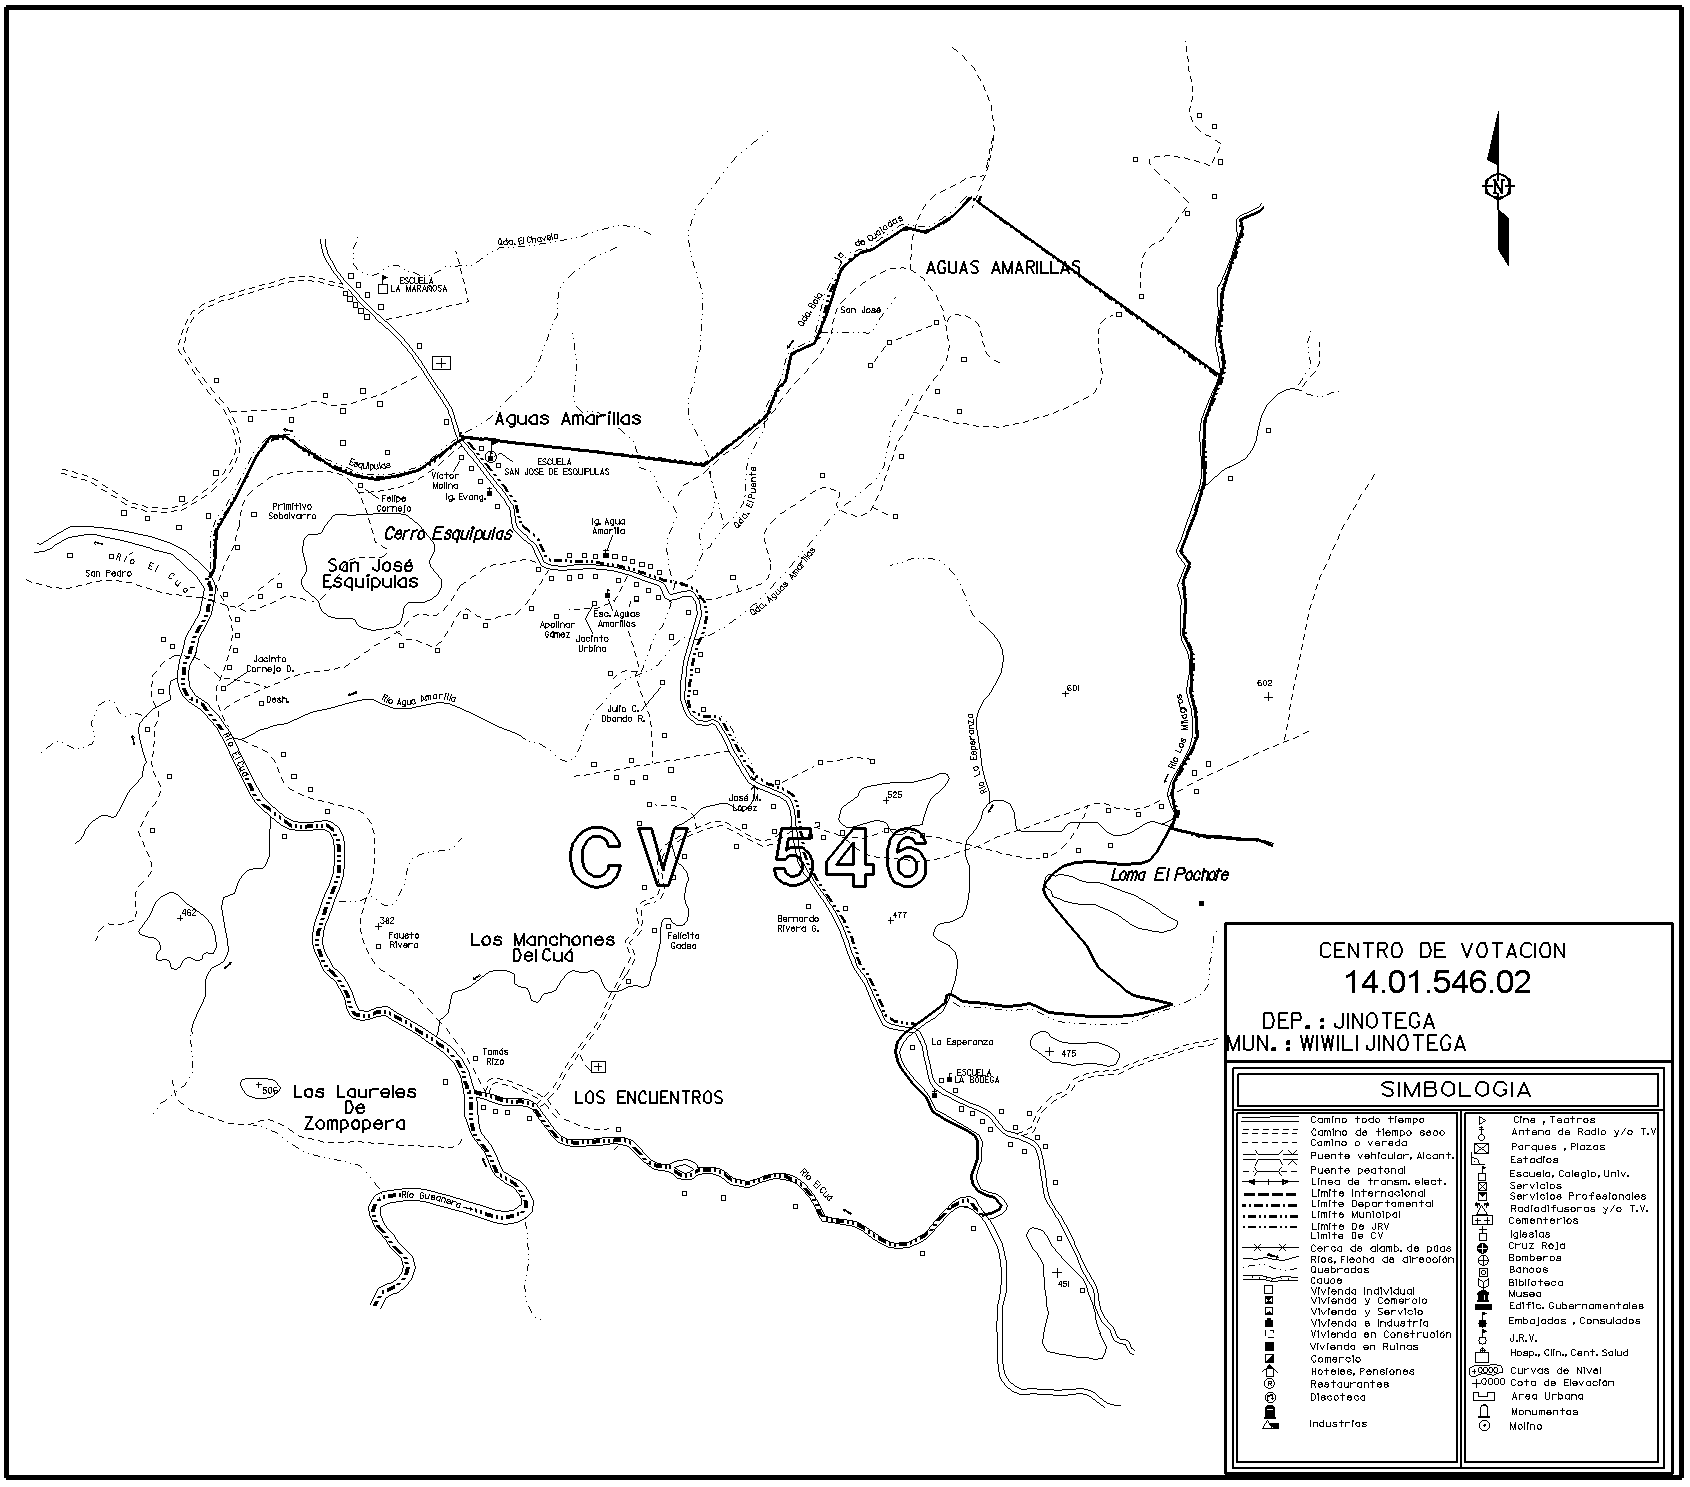 Qda. El Chavelo
de Quajadas
la
Qda. Baja
AGUAS AMARILLAS
ESCUELA
LA MARAÑOSA
San José
Aguas Amarillas
ESCUELA
SAN JOSE DE ESQUIPULAS
Esquipulas
Víctor
Molina
Ig. Evang.
Felipe
Cornejo
Primitivo
Sobalvarro
Cerro Esquipulas
San José
Esquipulas
Ig. Agua
Amarilla
Qda. El Puente
Qda. Aguas Amarillas
Río El Cuá
San Pedro
Esc. Aguas
Amarillas
Apolinar
Gámez
Jacinto
Urbina
Jacinto
Cornejo D.
Desh.
Río Agua Amarilla
Julio C.
Obando R.
601
602
Río La Esperanza
Río Los Milagros
Río El Cuá
José M.
López
525
CV 546
Loma El Pochote
462
382
Fausto
Rivera
Los Manchones
Del Cuá
Felícita
Gadea
Bernardo
Rivera G.
477
CENTRO DE VOTACION
14.01.546.02
DEP.: JINOTEGA
MUN.: WIWILI JINOTEGA
La Esperanza
475
Tomás
Rizo
ESCUELA
LA BODEGA
506
Los Laureles
De
Zompopera
LOS ENCUENTROS
Río Gusanera
Río El Cuá
451
SIMBOLOGIA
Camino todo tiempo
Camino de tiempo seco
Camino o vereda
Puente vehicular, Alcant.
Puente peatonal
Línea de transm. elect.
Límite Internacional
Límite Departamental
Límite Municipal
Límite De JRV
Límite De CV
Cerca de alamb. de púas
Ríos, Flecha de dirección
Quebradas
Cauce
Vivienda Individual
Vivienda y Comercio
Vivienda y Servicio
Vivienda e Industria
Vivienda en Construción
Vivienda en Ruinas
Comercio
Hoteles, Pensiones
Restaurantes
Discoteca
Industrias
Cine, Teatros
Antena de Radio y/o T.V
Parques, Plazas
Estadios
Escuela, Colegio, Univ.
Servicios
Servicios Profesionales
Radiodifusoras y/o T.V.
Cementerios
Iglesias
Cruz Roja
Bomberos
Bancos
Biblioteca
Museo
Edific. Gubernamentales
Embajadas, Consulados
J.R.V.
Hosp., Clín., Cent. Salud
Curvas de Nivel
Cota de Elevación
Area Urbana
Monumentos
Molino